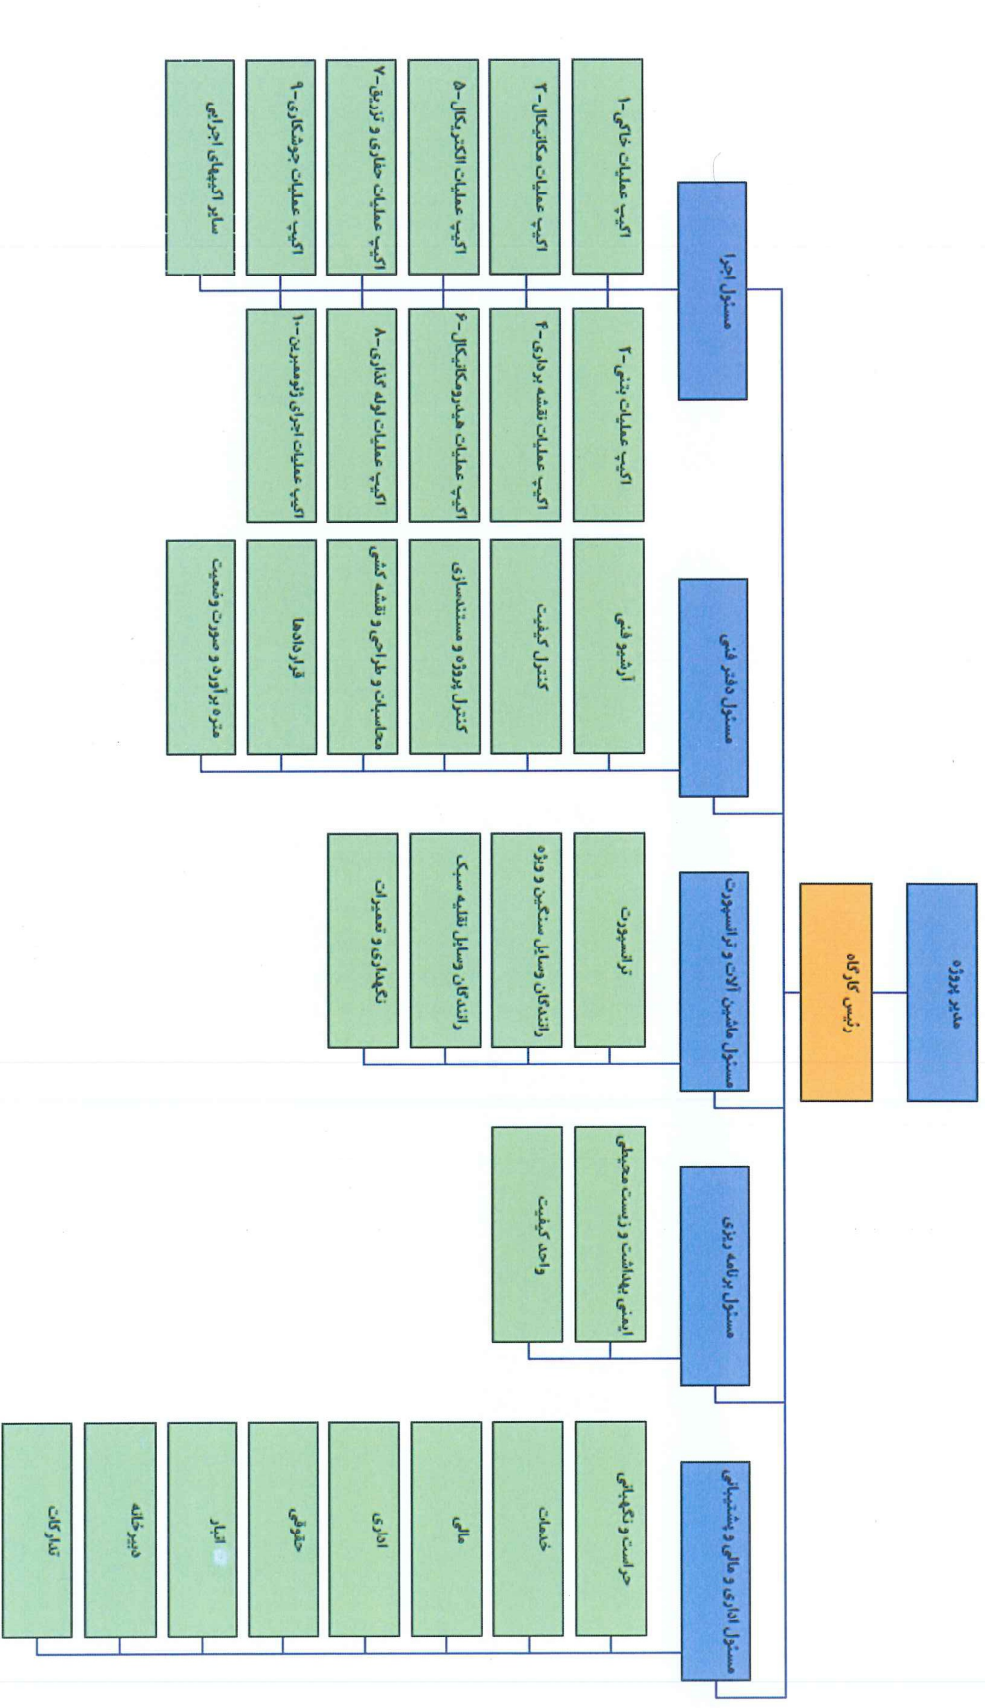 مدیر پروژه
رئیس کارگاه
مسئول اجرا
اکیپ عملیات خاکی-۱
اکیپ عملیات بتنی-۲
اکیپ عملیات مکانیکال-۳
اکیپ عملیات نقشه برداری-۴
اکیپ عملیات الکتریکال-۵
اکیپ عملیات هیدرومکانیکال-۶
اکیپ عملیات حفاری و تزریق-۷
اکیپ عملیات لوله گذاری-۸
اکیپ عملیات جوشکاری-۹
اکیپ عملیات اجرای ژئوممبرین-۱۰
سایر اکیپهای اجرایی
مسئول دفتر فنی
آرشیو فنی
کنترل کیفیت
کنترل پروژه و مستندسازی
محاسبات و طراحی و نقشه کشی
قراردادها
متره برآورد و صورت وضعیت
مسئول ماشین آلات و ترانسپورت
ترانسپورت
رانندگان وسایل سنگین و ویژه
رانندگان وسایل نقلیه سبک
نگهداری و تعمیرات
مسئول برنامه ریزی
ایمنی بهداشت و زیست محیطی
واحد کیفیت
مسئول اداری و مالی و پشتیبانی
حراست و نگهبانی
خدمات
مالی
اداری
حقوقی
انبار
دبیرخانه
تدارکات